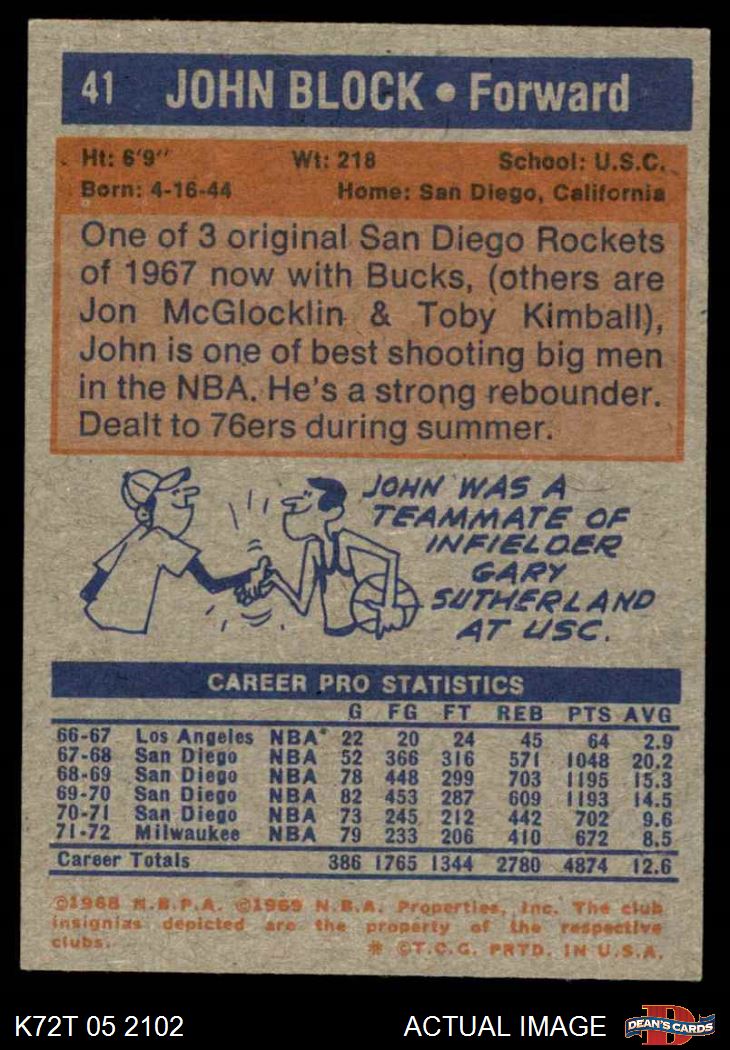 41 JOHN BLOCK • Forward
Ht: 6'9" Wt: 218 School: U.S.C.
Born: 4-16-44 Home: San Diego, California
One of 3 original San Diego Rockets
of 1967 now with Bucks, (others are
Jon McGlocklin & Toby Kimball),
John is one of best shooting big men
in the NBA. He's a strong rebounder.
Dealt to 76ers during summer.
JOHN WAS A
TEAMMATE OF
INFIELDER
GARY
SUTHERLAND
AT USC.
CAREER PRO STATISTICS
G FG FT REB PTS AVG
66-67 Los Angeles NBA* 22 20 24 45 64 2.9
67-68 San Diego NBA 52 366 316 571 1048 20.2
68-69 San Diego NBA 78 448 299 703 1195 15.3
69-70 San Diego NBA 82 453 287 609 1193 14.5
70-71 San Diego NBA 73 245 212 442 702 9.6
71-72 Milwaukee NBA 79 233 206 410 672 8.5
Career Totals 386 1765 1344 2780 4874 12.6
©1968 N.B.P.A. ©1969 N.B.A. Properties, Inc. The club
insignias depicted are the property of the respective
clubs. * ©T.C.G. PRTD. IN U.S.A.
K72T 05 2102 ACTUAL IMAGE D DEAN'S CARDS